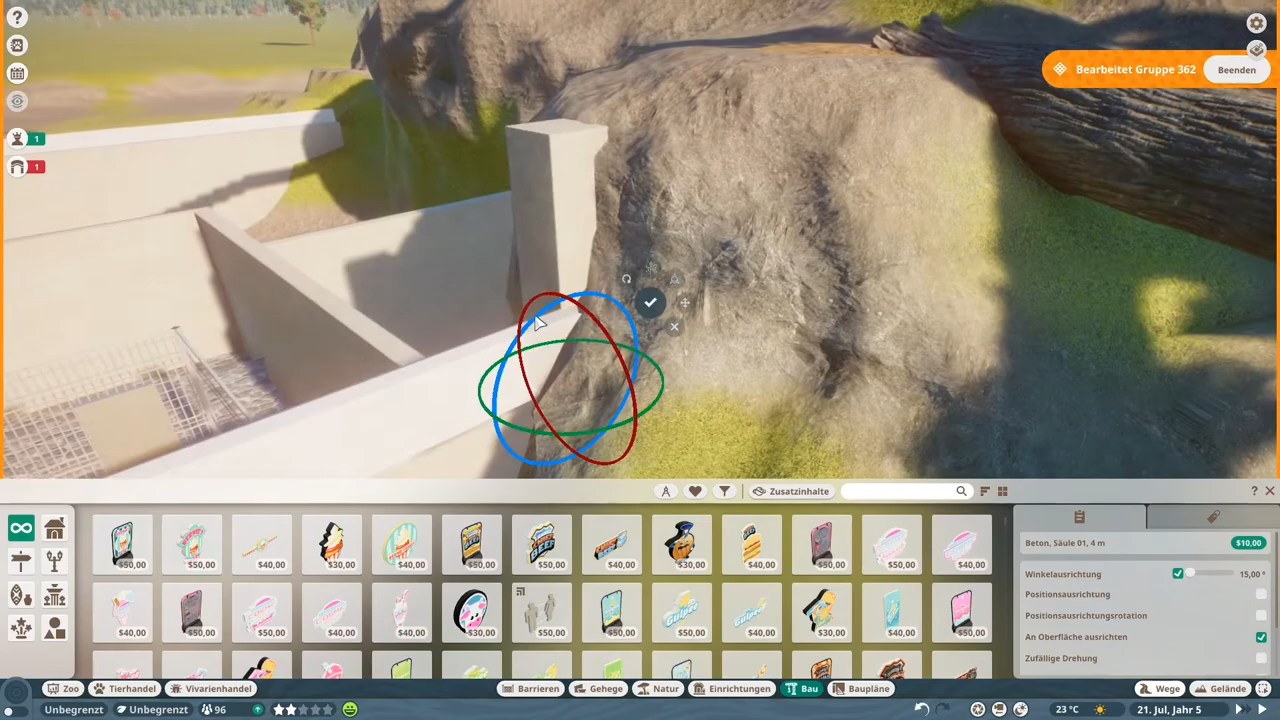 ?
Bearbeitet Gruppe 362
Beenden
1
1
Zusatzinhalte
?
$50,00 $50,00 $40,00 $30,00 $40,00 $50,00 $50,00 $40,00 $30,00 $40,00 $50,00 $50,00 $40,00
$40,00 $50,00 $50,00 $40,00 $40,00 $30,00 $50,00 $50,00 $50,00 $50,00 $30,00 $40,00 $50,00
Beton, Säule 01, 4 m
$10,00
Winkelausrichtung
15,00 °
Positionsausrichtung
Positionsausrichtungsrotation
An Oberfläche ausrichten
Zufällige Drehung
Zoo
Tierhandel
Vivarienhandel
Barrieren
Gehege
Natur
Einrichtungen
Bau
Baupläne
Wege
Gelände
Unbegrenzt
Unbegrenzt
96
23 °C
21. Jul, Jahr 5